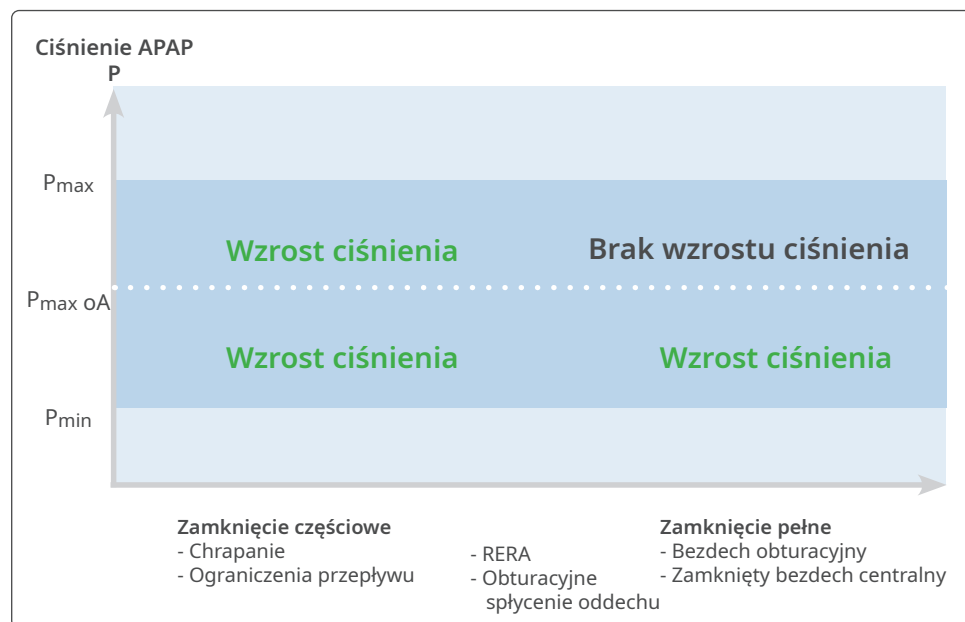 Ciśnienie APAP
P
Pmax
Wzrost ciśnienia
Brak wzrostu ciśnienia
Pmax oA
Wzrost ciśnienia
Wzrost ciśnienia
Pmin
Zamknięcie częściowe
- Chrapanie
- Ograniczenia przepływu
- RERA
- Obturacyjne
spłycenie oddechu
Zamknięcie pełne
- Bezdech obturacyjny
- Zamknięty bezdech centralny